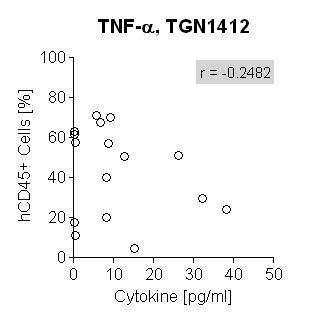 TNF-α, TGN1412
r = -0.2482
100
80
60
40
20
0
hCD45+ Cells [%]
0 10 20 30 40 50
Cytokine [pg/ml]